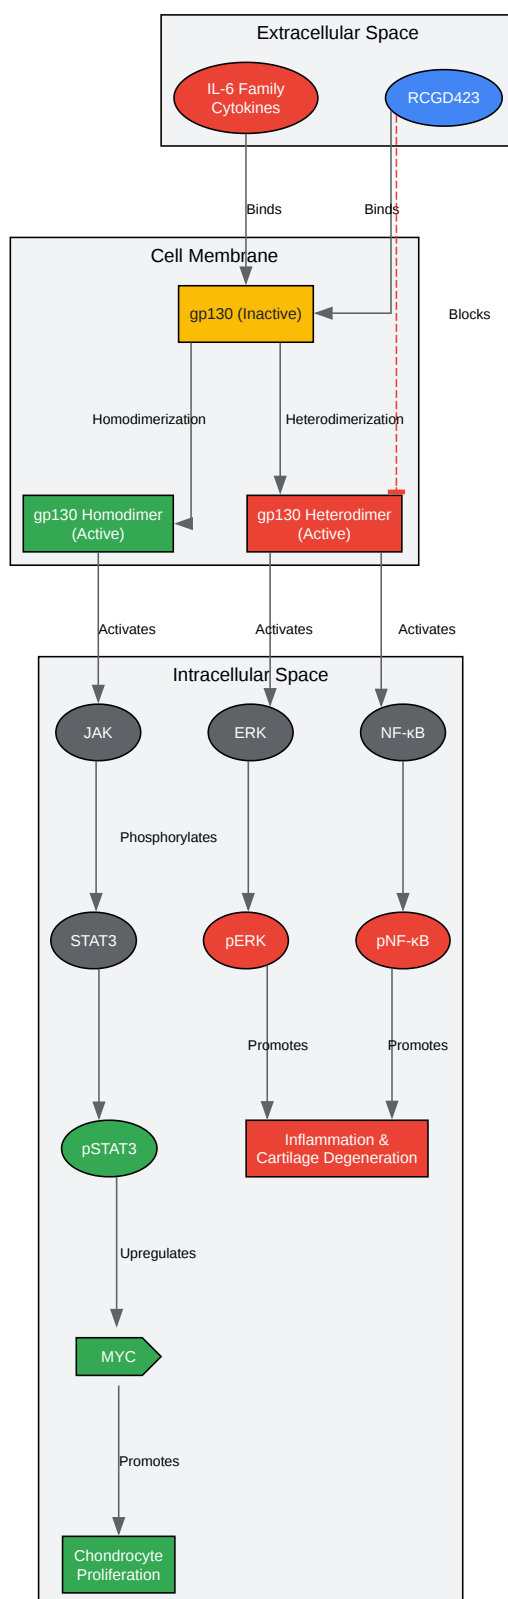 Extracellular Space
IL-6 Family
Cytokines
RCGD423
Binds
Binds
Cell Membrane
gp130 (Inactive)
Blocks
Homodimerization
Heterodimerization
gp130 Homodimer
(Active)
gp130 Heterodimer
(Active)
Activates
Activates
Activates
Intracellular Space
JAK
ERK
NF-κB
Phosphorylates
STAT3
pERK
pNF-κB
Promotes
Promotes
pSTAT3
Inflammation &
Cartilage Degeneration
Upregulates
MYC
Promotes
Chondrocyte
Proliferation